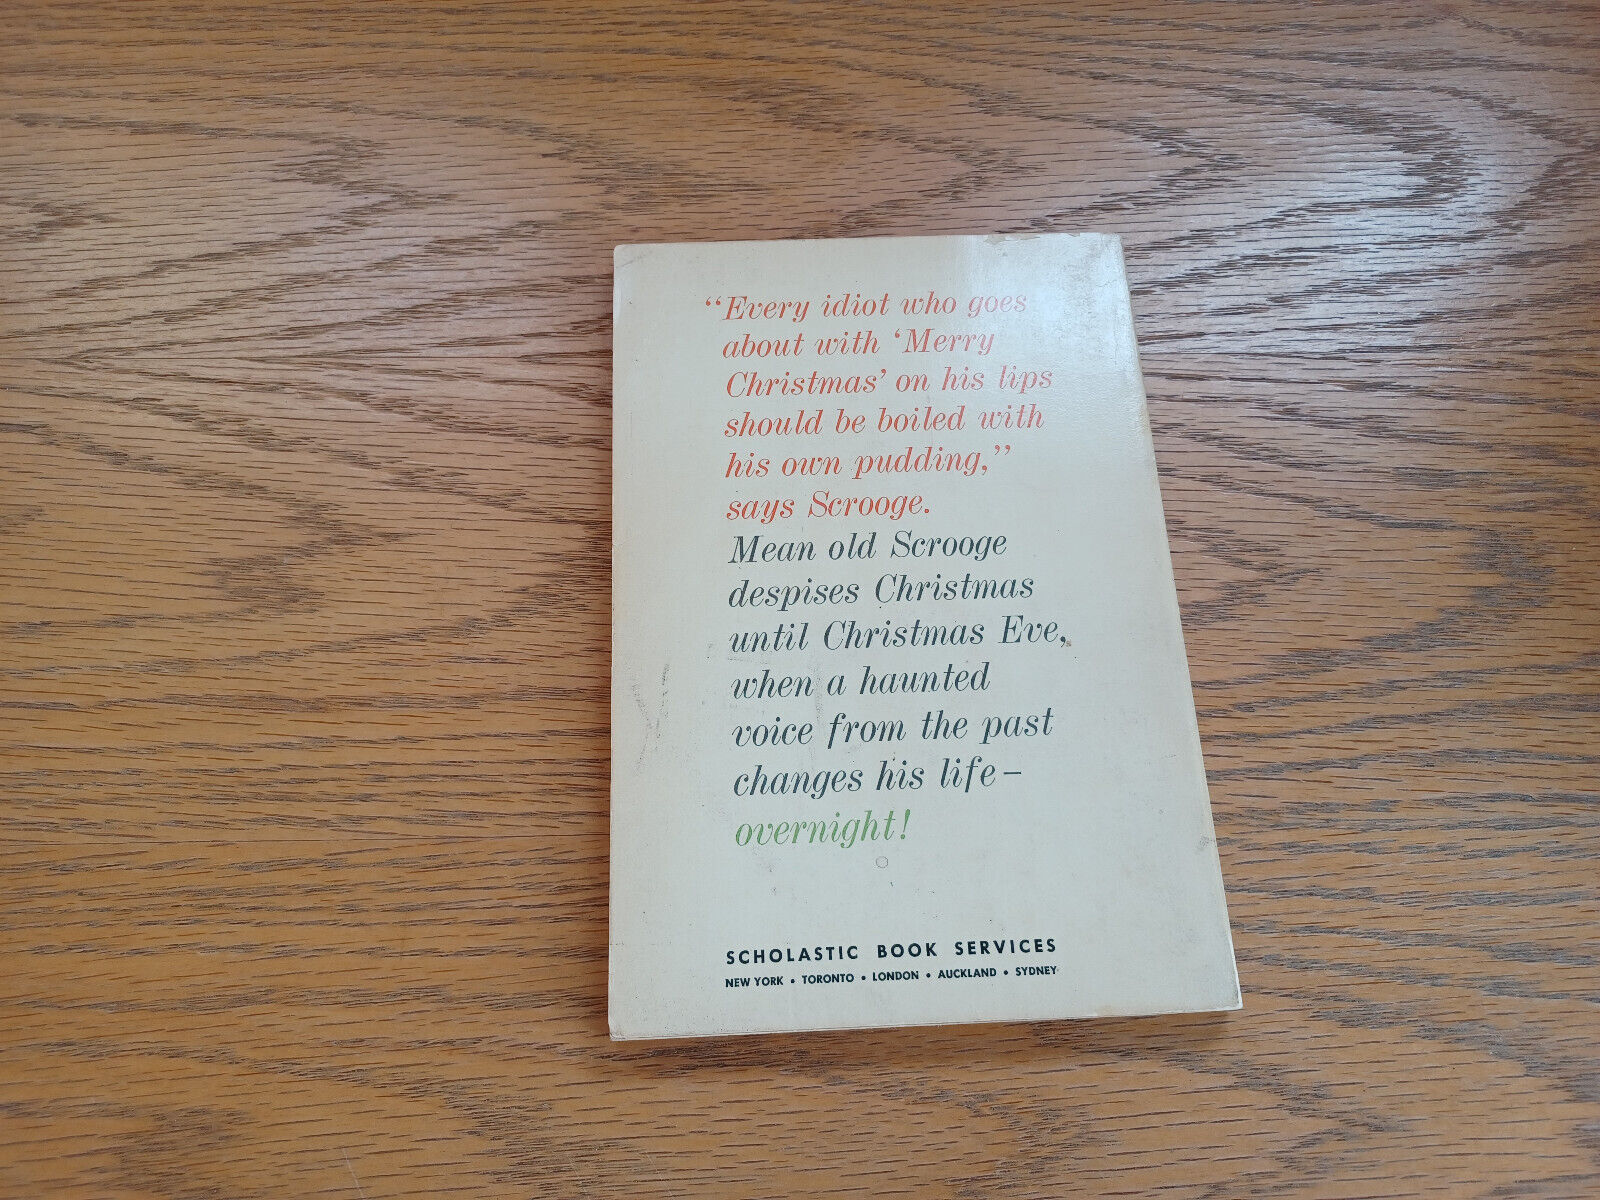 “Every idiot who goes
about with ‘Merry
Christmas’ on his lips
should be boiled with
his own pudding,”
says Scrooge.
Mean old Scrooge
despises Christmas
until Christmas Eve,
when a haunted
voice from the past
changes his life –
overnight!
SCHOLASTIC BOOK SERVICES
NEW YORK • TORONTO • LONDON • AUCKLAND • SYDNEY